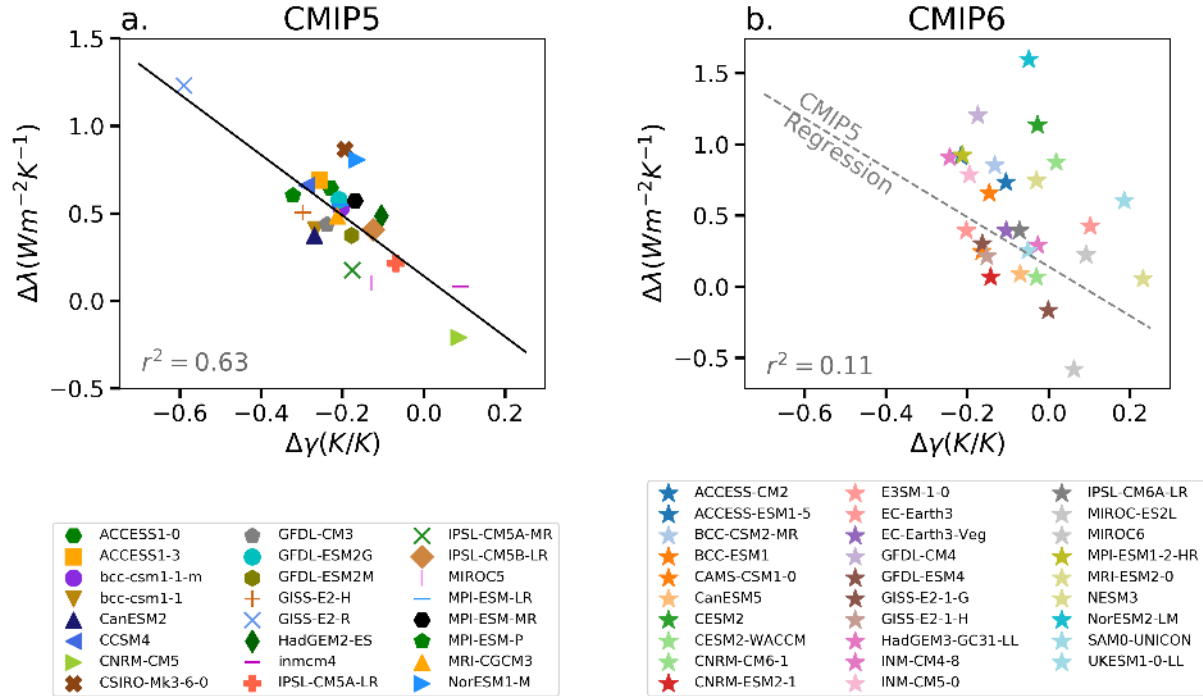 a.
CMIP5
1.5
1.0
0.5
0.0
−0.5
Δλ(Wm⁻²K⁻¹)
r² = 0.63
−0.6
−0.4
−0.2
0.0
0.2
Δγ(K/K)
b.
CMIP6
1.5
1.0
0.5
0.0
−0.5
Δλ(Wm⁻²K⁻¹)
CMIP5
Regression
r² = 0.11
−0.6
−0.4
−0.2
0.0
0.2
Δγ(K/K)
ACCESS1-0
ACCESS1-3
bcc-csm1-1-m
bcc-csm1-1
CanESM2
CCSM4
CNRM-CM5
CSIRO-Mk3-6-0
GFDL-CM3
GFDL-ESM2G
GFDL-ESM2M
GISS-E2-H
GISS-E2-R
HadGEM2-ES
inmcm4
IPSL-CM5A-LR
IPSL-CM5A-MR
IPSL-CM5B-LR
MIROC5
MPI-ESM-LR
MPI-ESM-MR
MPI-ESM-P
MRI-CGCM3
NorESM1-M
ACCESS-CM2
ACCESS-ESM1-5
BCC-CSM2-MR
BCC-ESM1
CAMS-CSM1-0
CanESM5
CESM2
CESM2-WACCM
CNRM-CM6-1
CNRM-ESM2-1
E3SM-1-0
EC-Earth3
EC-Earth3-Veg
GFDL-CM4
GFDL-ESM4
GISS-E2-1-G
GISS-E2-1-H
HadGEM3-GC31-LL
INM-CM4-8
INM-CM5-0
IPSL-CM6A-LR
MIROC-ES2L
MIROC6
MPI-ESM1-2-HR
MRI-ESM2-0
NESM3
NorESM2-LM
SAM0-UNICON
UKESM1-0-LL